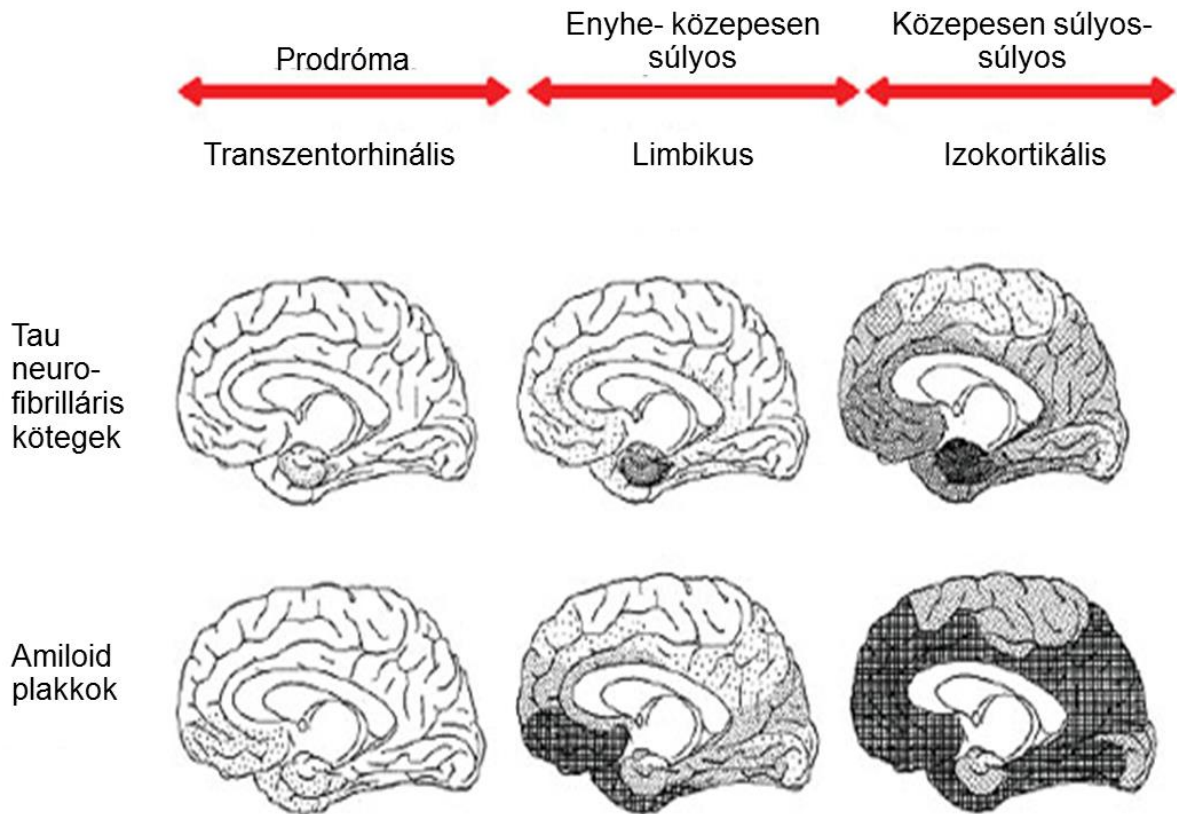 Prodróma
Enyhe- közepesen
súlyos
Közepesen súlyos-
súlyos
Transzentorhinális
Limbikus
Izokortikális
Tau
neuro-
fibrilláris
kötegek
Amiloid
plakkok